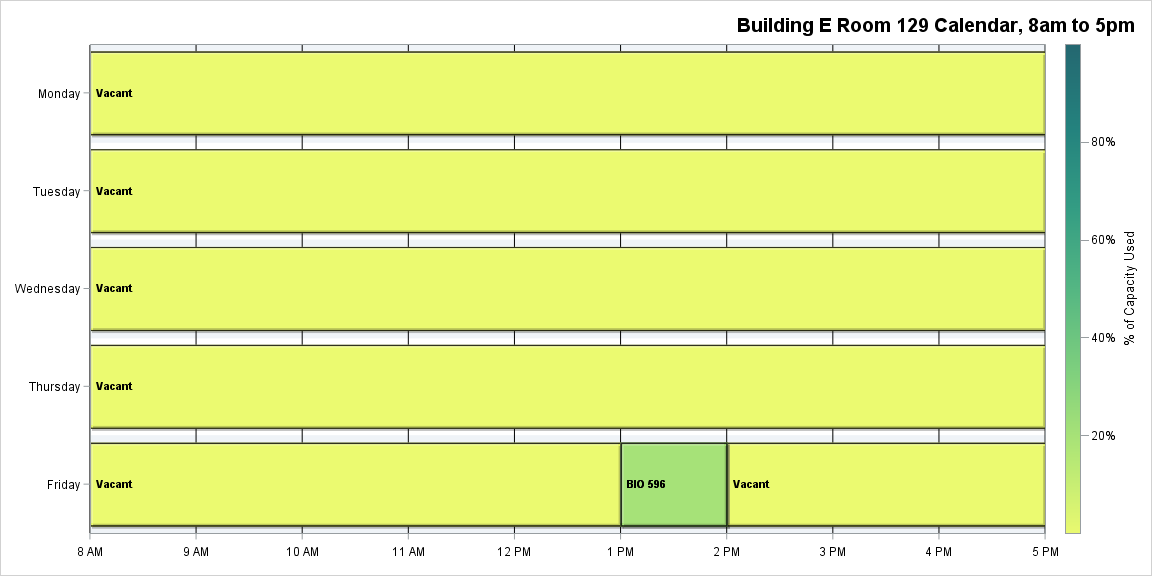 Building E Room 129 Calendar, 8am to 5pm
Monday
Vacant
Tuesday
Vacant
Wednesday
Vacant
Thursday
Vacant
Friday
Vacant
BIO 596
Vacant
8 AM
9 AM
10 AM
11 AM
12 PM
1 PM
2 PM
3 PM
4 PM
5 PM
80%
60%
40%
20%
% of Capacity Used